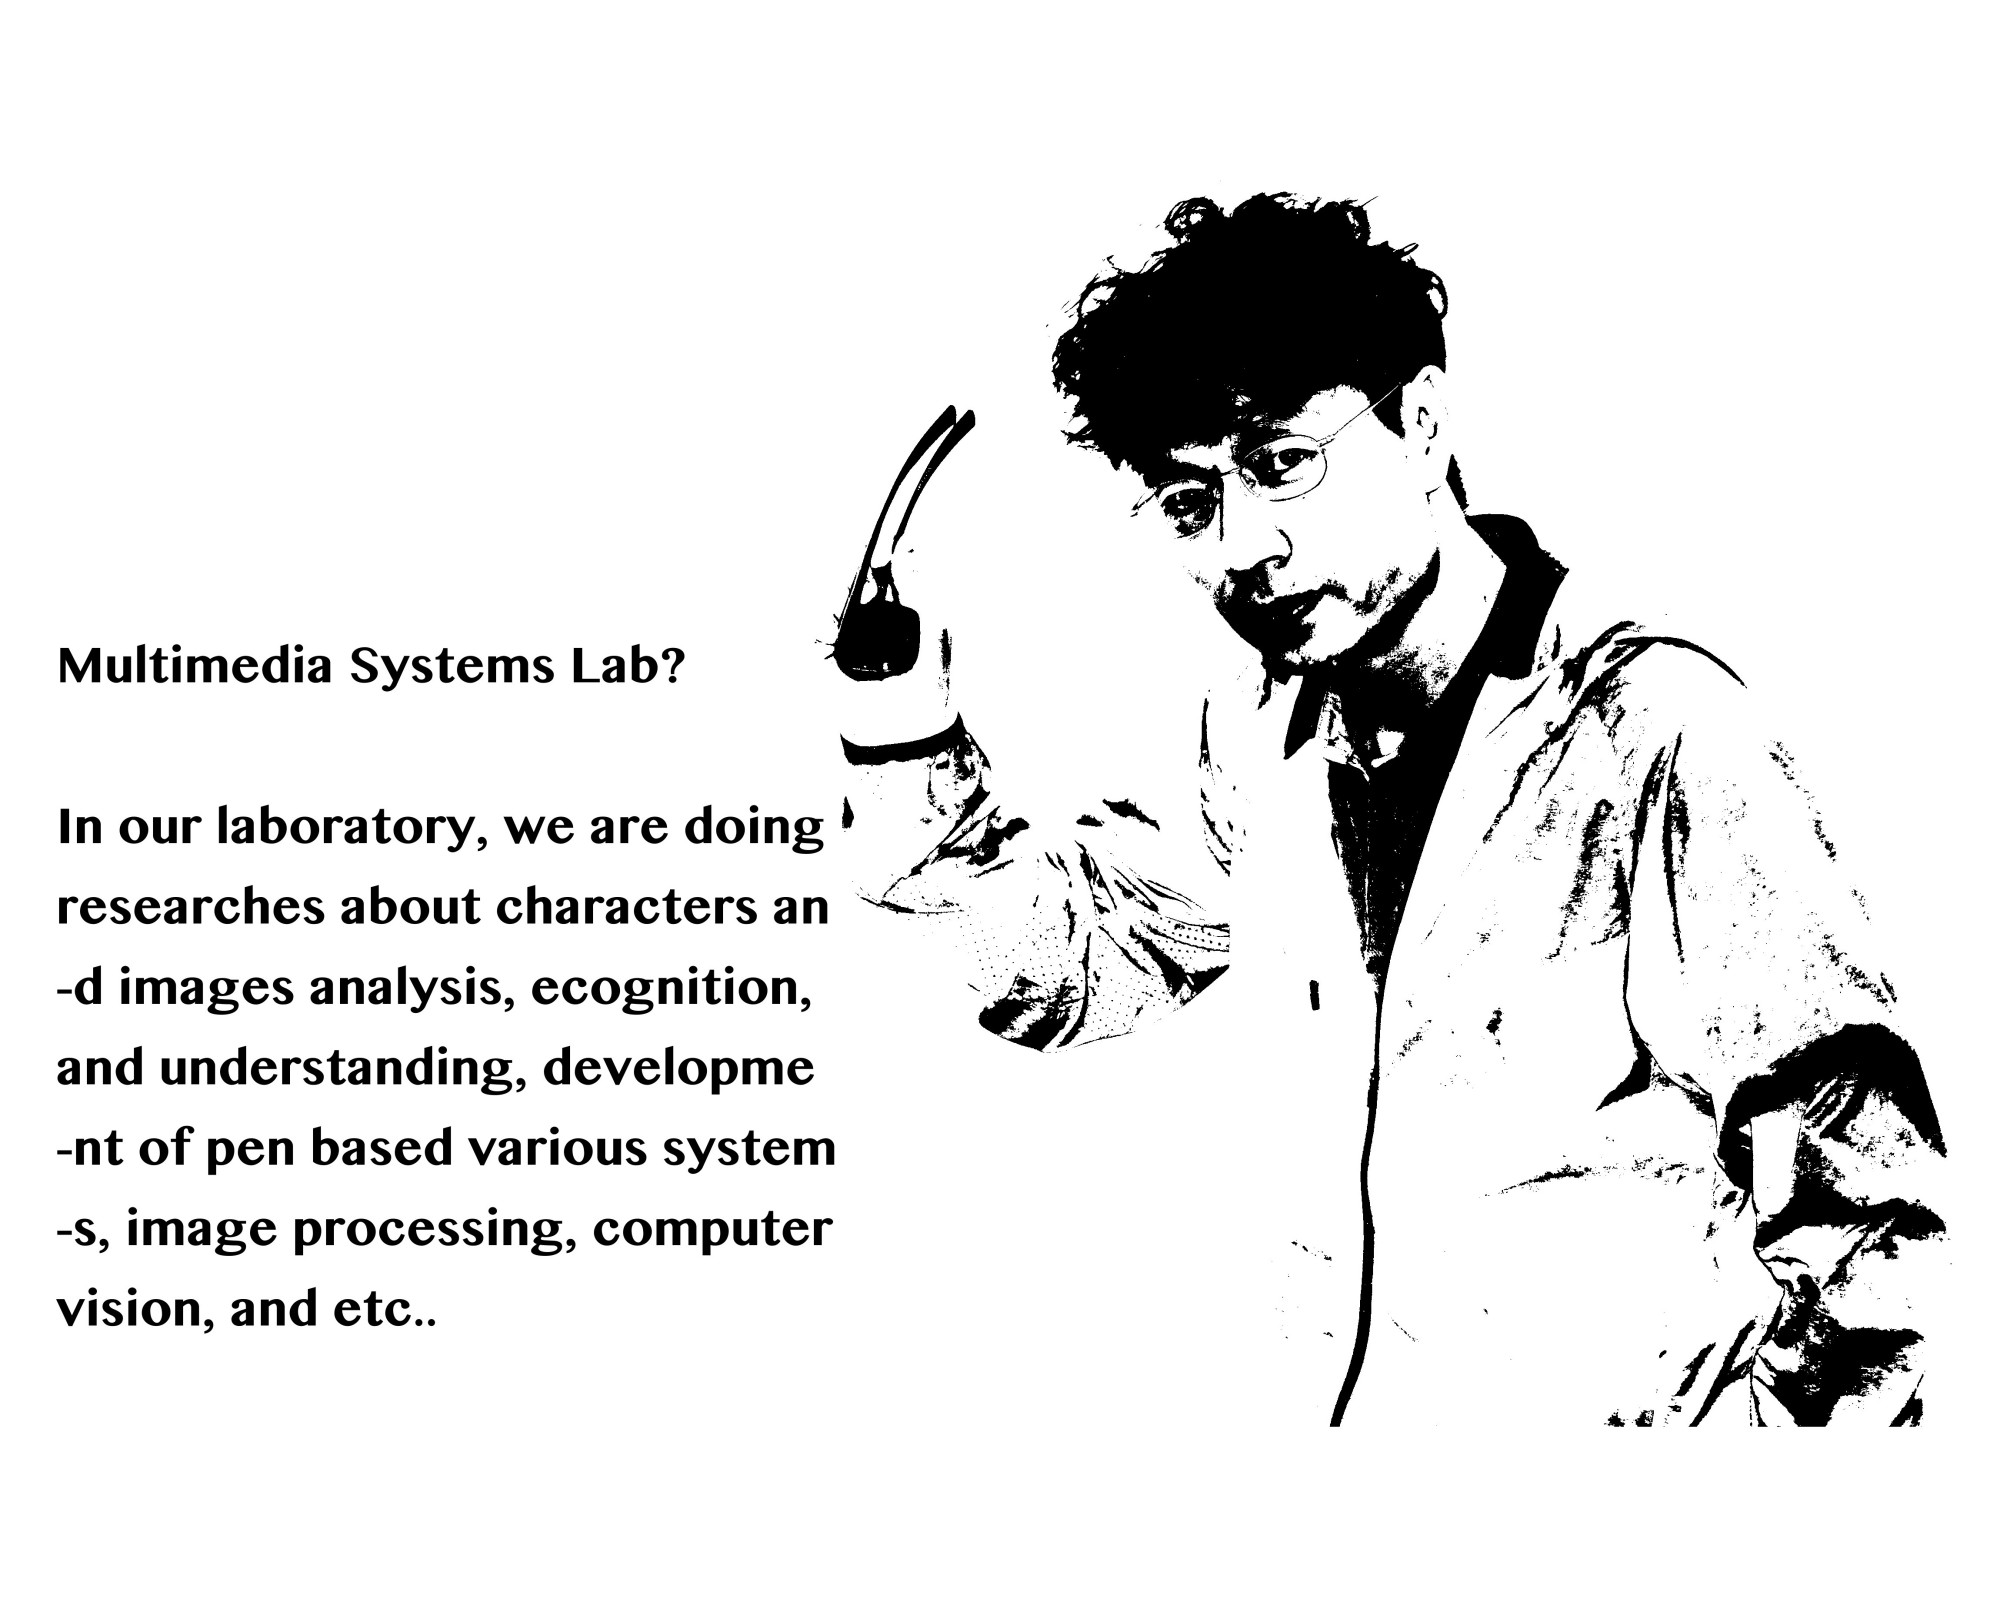 Multimedia Systems Lab?
In our laboratory, we are doing
researches about characters an
-d images analysis, ecognition,
and understanding, developme
-nt of pen based various system
-s, image processing, computer
vision, and etc..